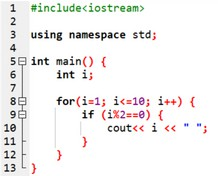 1 #include<iostream>
2
3 using namespace std;
4
5 int main() {
6 int i;
7
8 for(i=1; i<=10; i++) {
9 if (i%2==0) {
10 cout<< i << " ";
11 }
12 }
13 }